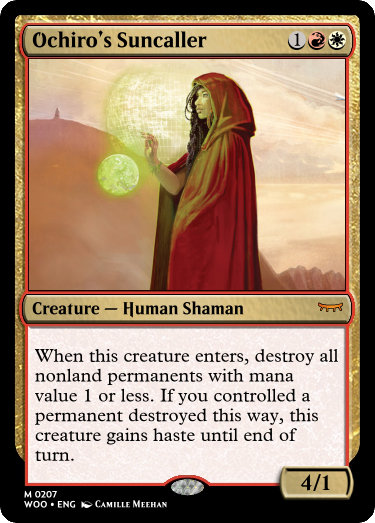 Ochiro's Suncaller 1
Creature — Human Shaman
When this creature enters, destroy all
nonland permanents with mana
value 1 or less. If you controlled a
permanent destroyed this way, this
creature gains haste until end of
turn.
4/1
M 0207
WOO • ENG Camille Meehan